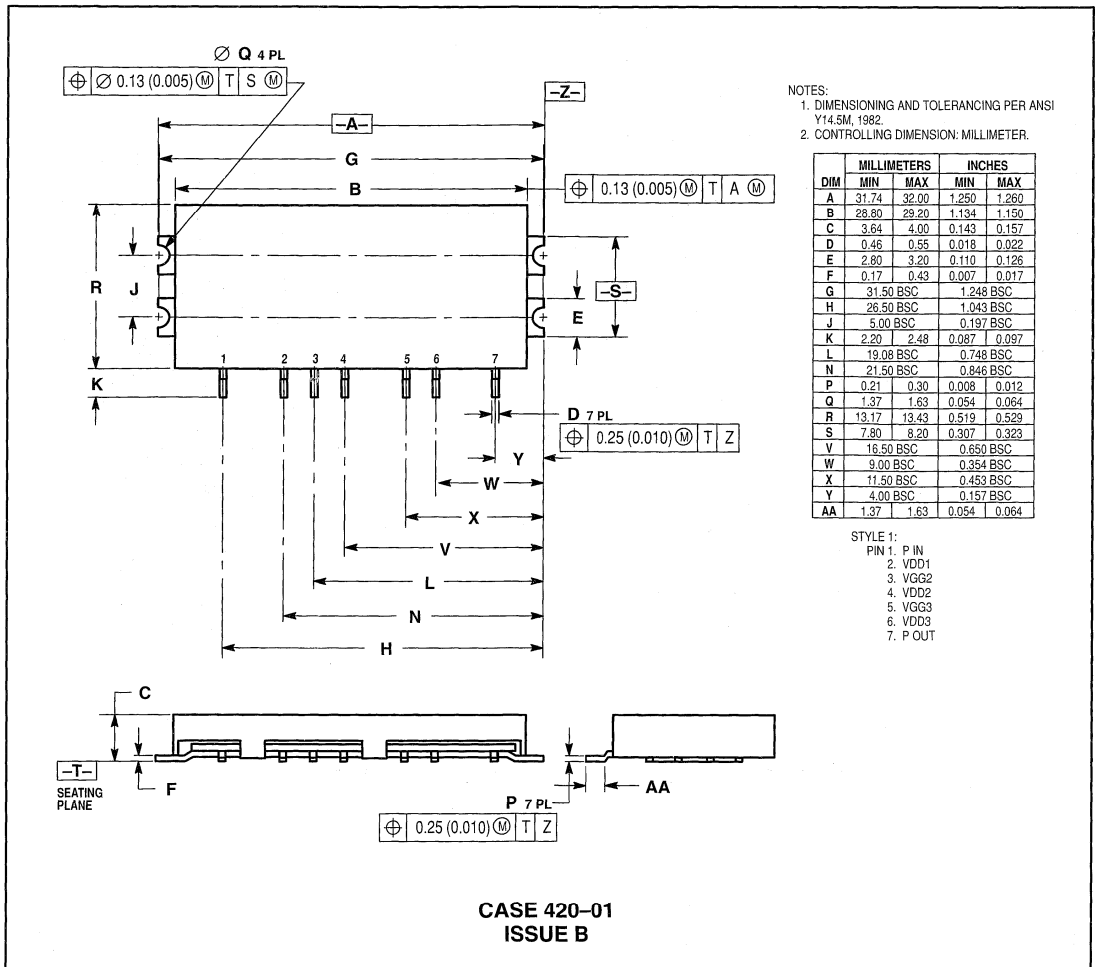 Ø Q 4 PL
⌖ Ø 0.13 (0.005) Ⓜ T S Ⓜ
–Z–
–A–
G
B
⌖ 0.13 (0.005) Ⓜ T A Ⓜ
R
J
–S–
E
1 2 3 4 5 6 7
K
D 7 PL
⌖ 0.25 (0.010) Ⓜ T Z
Y
W
X
V
L
N
H
C
–T–
SEATING
PLANE
F
P 7 PL
⌖ 0.25 (0.010) Ⓜ T Z
AA
NOTES:
1. DIMENSIONING AND TOLERANCING PER ANSI
Y14.5M, 1982.
2. CONTROLLING DIMENSION: MILLIMETER.
MILLIMETERS INCHES
DIM MIN MAX MIN MAX
A 31.74 32.00 1.250 1.260
B 28.80 29.20 1.134 1.150
C 3.64 4.00 0.143 0.157
D 0.46 0.55 0.018 0.022
E 2.80 3.20 0.110 0.126
F 0.17 0.43 0.007 0.017
G 31.50 BSC 1.248 BSC
H 26.50 BSC 1.043 BSC
J 5.00 BSC 0.197 BSC
K 2.20 2.48 0.087 0.097
L 19.08 BSC 0.748 BSC
N 21.50 BSC 0.846 BSC
P 0.21 0.30 0.008 0.012
Q 1.37 1.63 0.054 0.064
R 13.17 13.43 0.519 0.529
S 7.80 8.20 0.307 0.323
V 16.50 BSC 0.650 BSC
W 9.00 BSC 0.354 BSC
X 11.50 BSC 0.453 BSC
Y 4.00 BSC 0.157 BSC
AA 1.37 1.63 0.054 0.064
STYLE 1:
PIN 1. P IN
2. VDD1
3. VGG2
4. VDD2
5. VGG3
6. VDD3
7. P OUT
CASE 420–01
ISSUE B